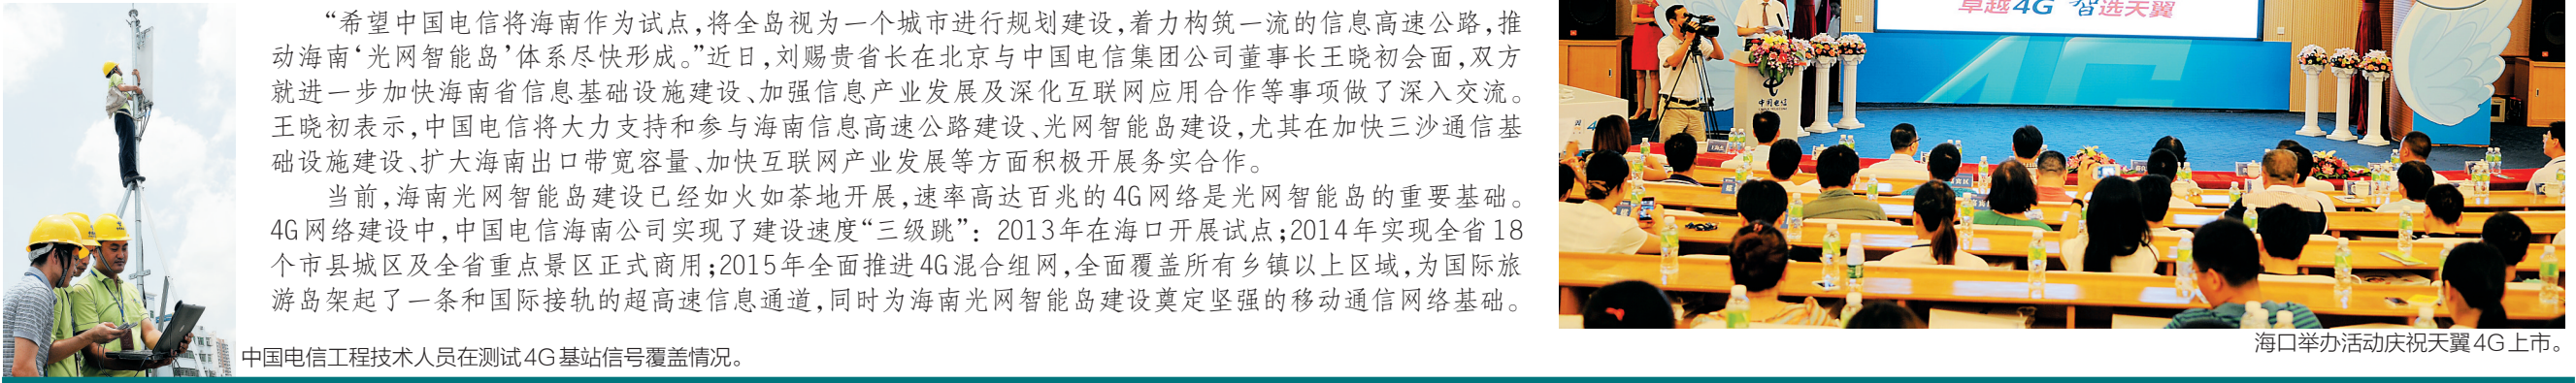 “希望中国电信将海南作为试点,将全岛视为一个城市进行规划建设,着力构筑一流的信息高速公路,推
动海南‘光网智能岛’体系尽快形成。”近日,刘赐贵省长在北京与中国电信集团公司董事长王晓初会面,双方
就进一步加快海南省信息基础设施建设、加强信息产业发展及深化互联网应用合作等事项做了深入交流。
王晓初表示,中国电信将大力支持和参与海南信息高速公路建设、光网智能岛建设,尤其在加快三沙通信基
础设施建设、扩大海南出口带宽容量、加快互联网产业发展等方面积极开展务实合作。
当前,海南光网智能岛建设已经如火如荼地开展,速率高达百兆的4G网络是光网智能岛的重要基础。
4G网络建设中,中国电信海南公司实现了建设速度“三级跳”:2013年在海口开展试点;2014年实现全省18
个市县城区及全省重点景区正式商用;2015年全面推进4G混合组网,全面覆盖所有乡镇以上区域,为国际旅
游岛架起了一条和国际接轨的超高速信息通道,同时为海南光网智能岛建设奠定坚强的移动通信网络基础。
中国电信工程技术人员在测试4G基站信号覆盖情况。
卓越4G 智选天翼
4G
中国电信
海口举办活动庆祝天翼4G上市。